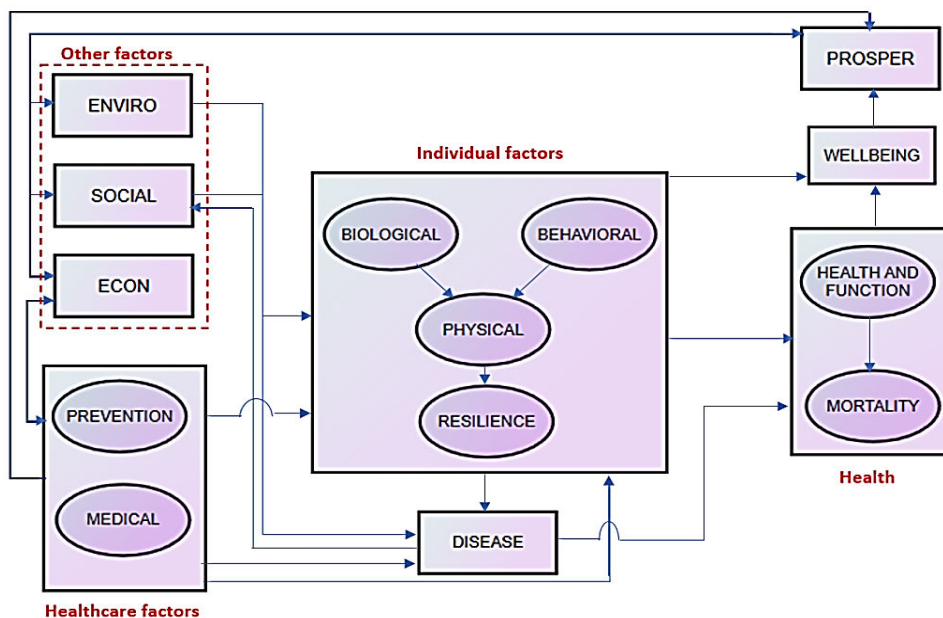 Other factors
PROSPER
ENVIRO
Individual factors
WELLBEING
SOCIAL
BIOLOGICAL
BEHAVIORAL
ECON
HEALTH AND
FUNCTION
PHYSICAL
PREVENTION
RESILIENCE
MORTALITY
Health
MEDICAL
DISEASE
Healthcare factors